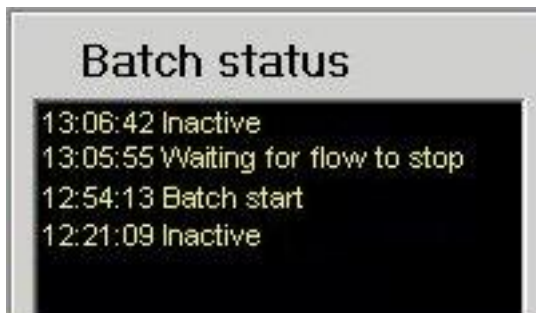 Batch status
13:06:42 Inactive
13:05:55 Waiting for flow to stop
12:54:13 Batch start
12:21:09 Inactive